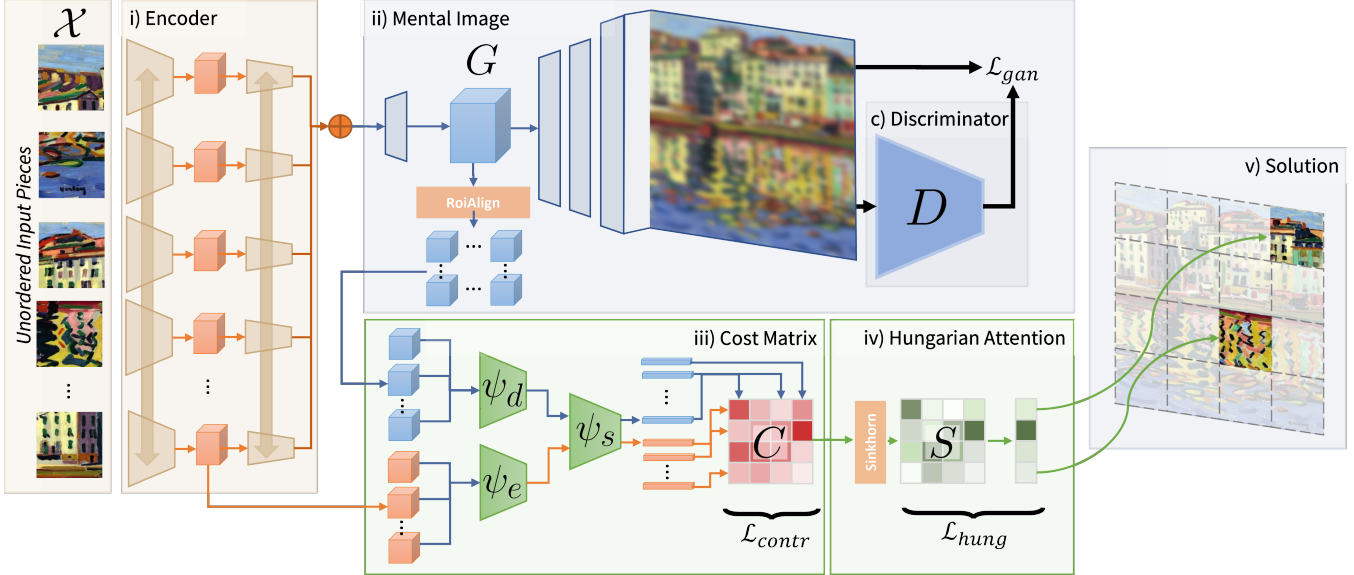 𝒳
Unordered Input Pieces
...
i) Encoder
...
ii) Mental Image
G
RoiAlign
...
...
ℒgan
c) Discriminator
D
iii) Cost Matrix
ψd
ψe
ψs
C
ℒcontr
iv) Hungarian Attention
Sinkhorn
S
ℒhung
v) Solution